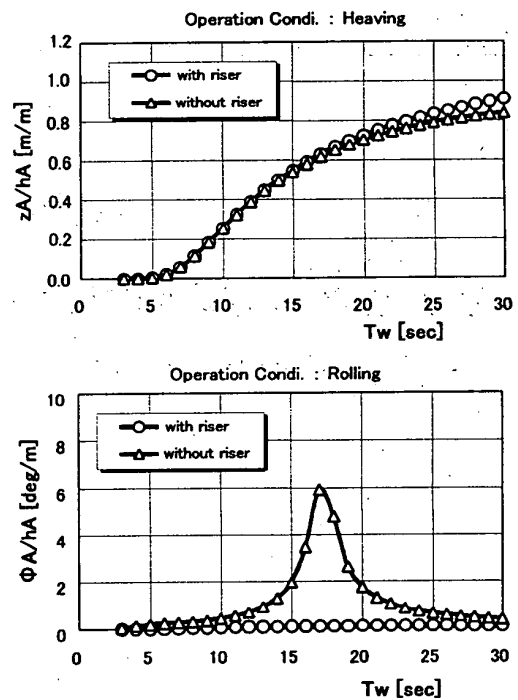 Operation Condi. : Heaving
1.2
1.0
0.8
0.6
0.4
0.2
0.0
zA/hA [m/m]
with riser
without riser
0 5 10 15 20 25 30
Tw [sec]
Operation Condi. : Rolling
10
8
6
4
2
0
ΦA/hA [deg/m]
with riser
without riser
0 5 10 15 20 25 30
Tw [sec]